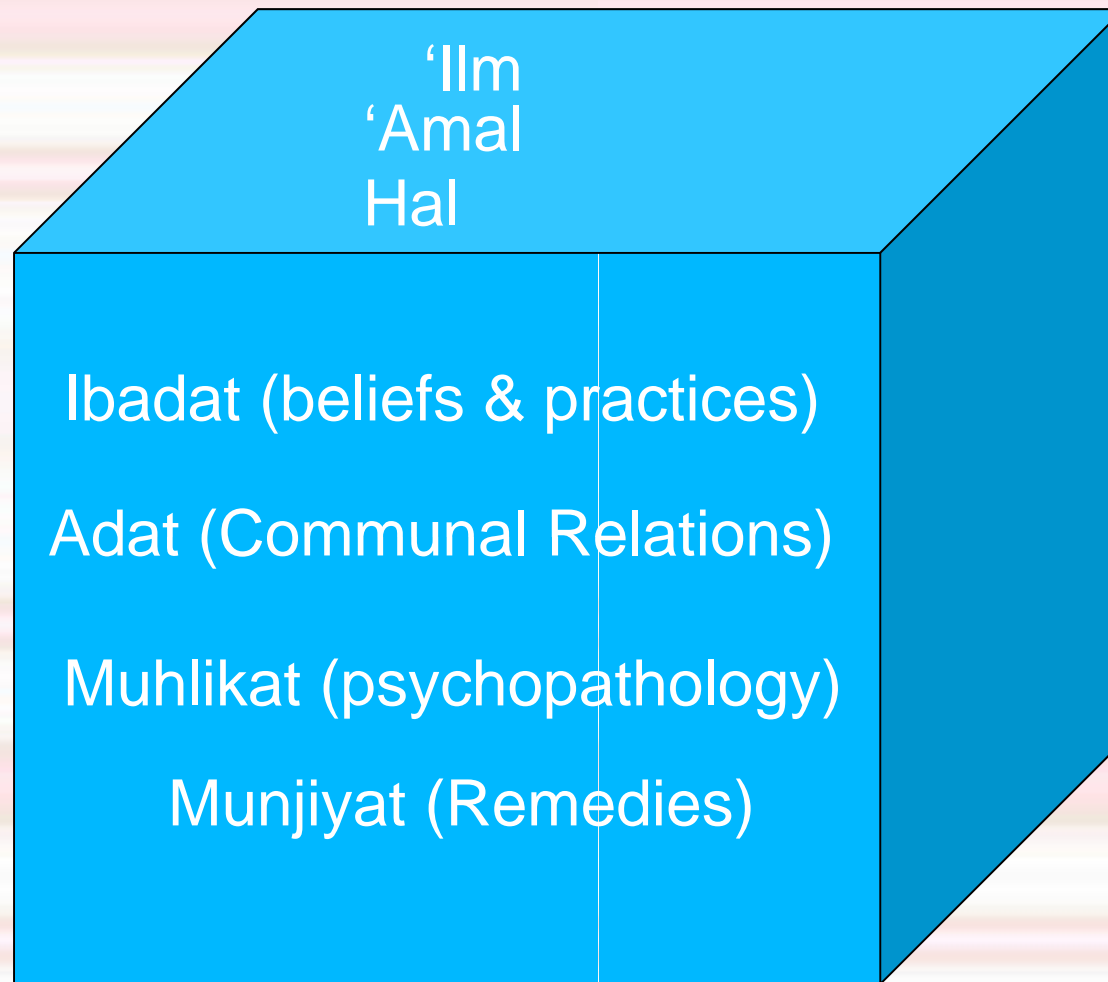 ‘Ilm
‘Amal
Hal
Ibadat (beliefs & practices)
Adat (Communal Relations)
Muhlikat (psychopathology)
Munjiyat (Remedies)